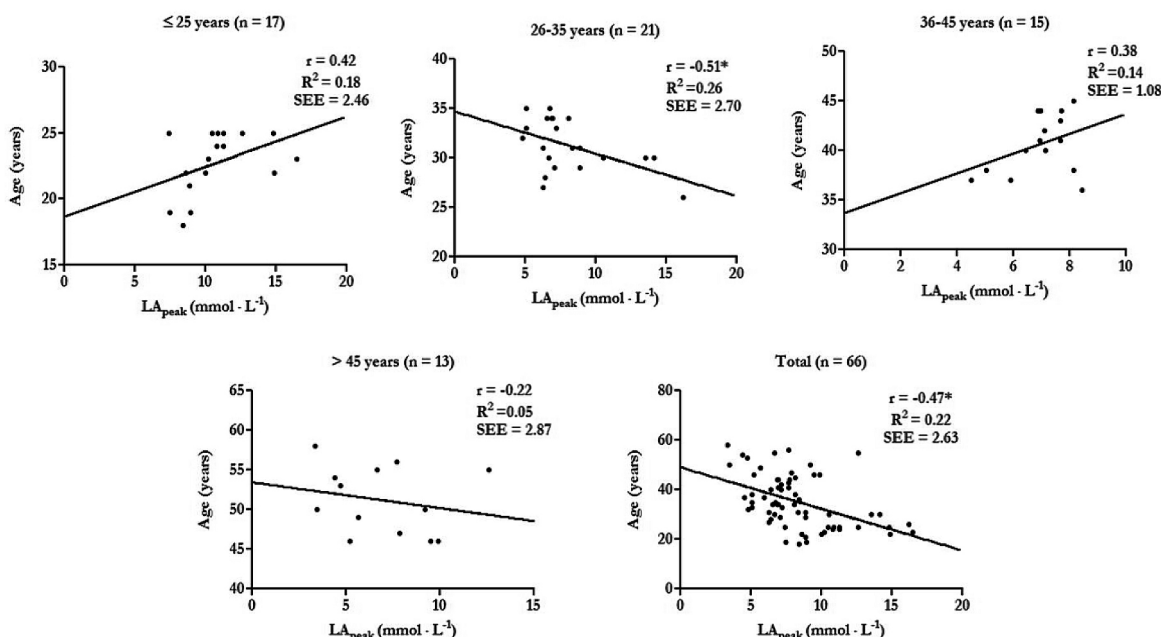 ≤ 25 years (n = 17)
r = 0.42
R² = 0.18
SEE = 2.46
Age (years)
30
25
20
15
0 5 10 15 20
LApeak (mmol · L⁻¹)
26-35 years (n = 21)
r = -0.51*
R² = 0.26
SEE = 2.70
Age (years)
40
35
30
25
20
0 5 10 15 20
LApeak (mmol · L⁻¹)
36-45 years (n = 15)
r = 0.38
R² = 0.14
SEE = 1.08
Age (years)
50
45
40
35
30
0 2 4 6 8 10
LApeak (mmol · L⁻¹)
> 45 years (n = 13)
r = -0.22
R² =0.05
SEE = 2.87
Age (years)
65
60
55
50
45
40
0 5 10 15
LApeak (mmol · L⁻¹)
Total (n = 66)
r = -0.47*
R² = 0.22
SEE = 2.63
Age (years)
80
60
40
20
0
0 5 10 15 20
LApeak (mmol · L⁻¹)